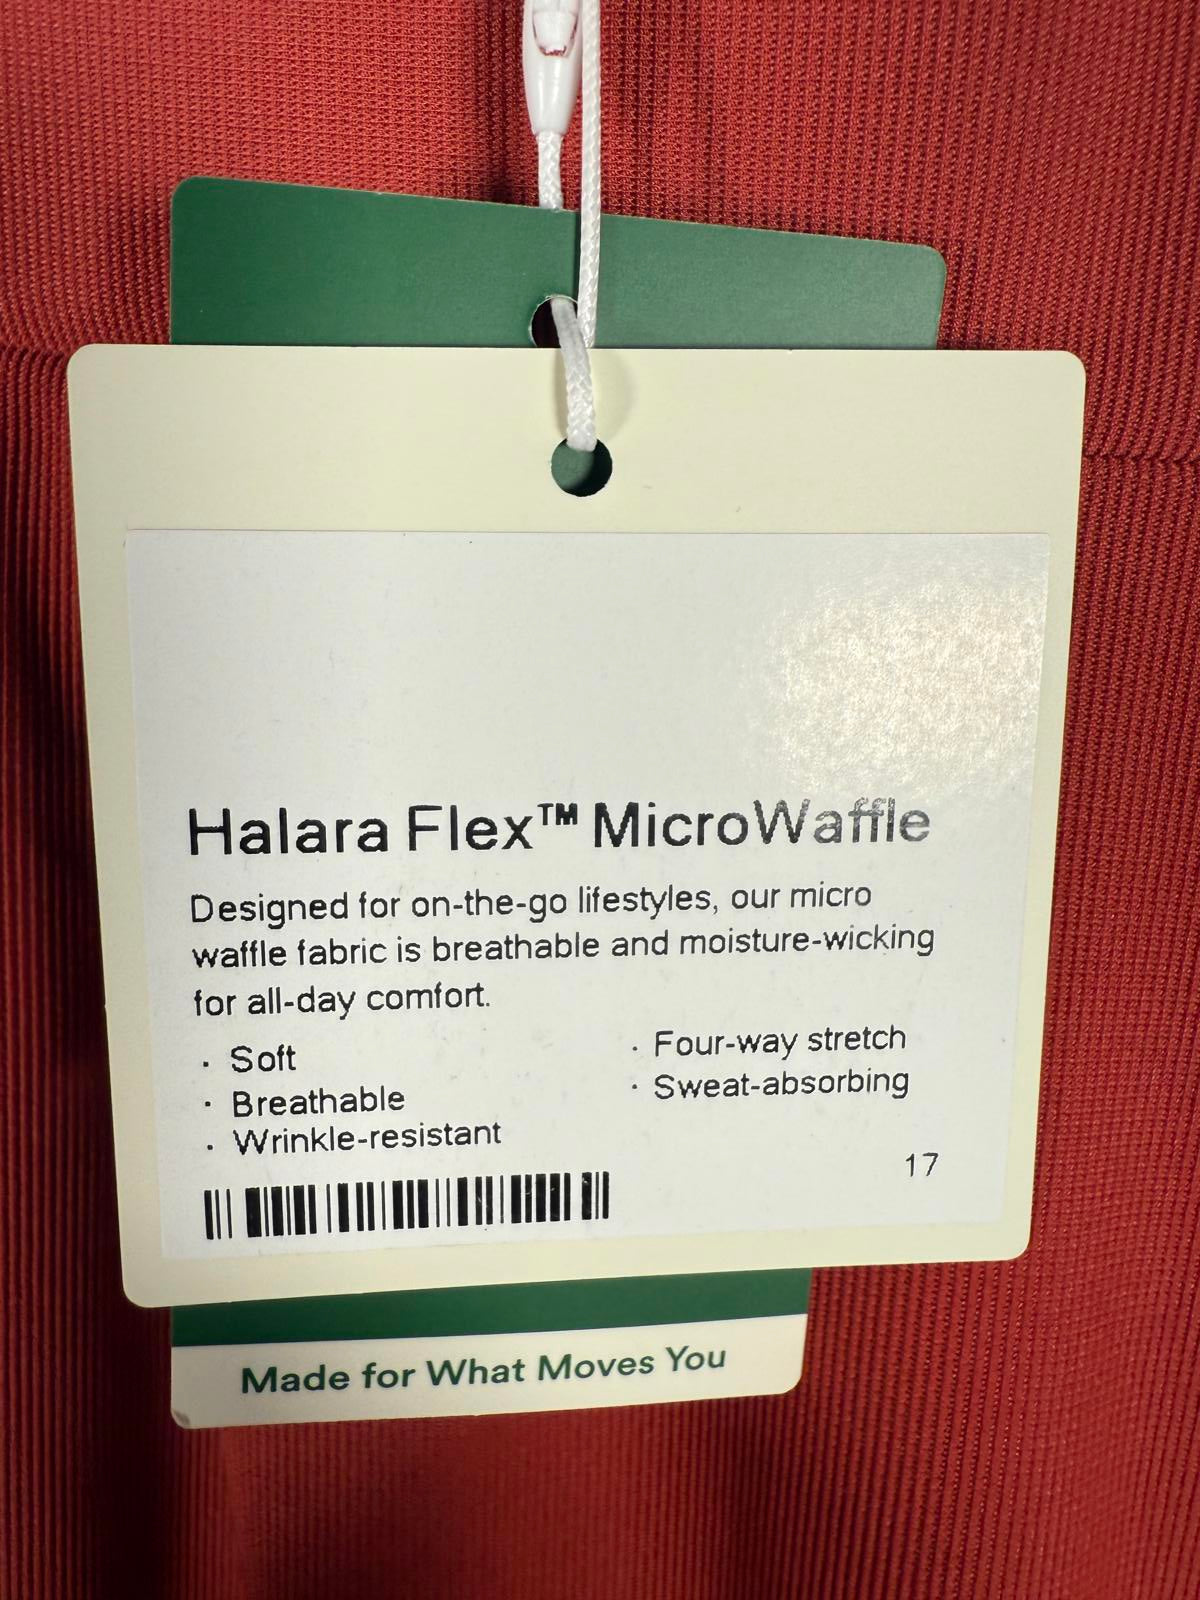 Halara Flex™ MicroWaffle
Designed for on-the-go lifestyles, our micro
waffle fabric is breathable and moisture-wicking
for all-day comfort.
· Soft
· Breathable
· Wrinkle-resistant
· Four-way stretch
· Sweat-absorbing
17
Made for What Moves You